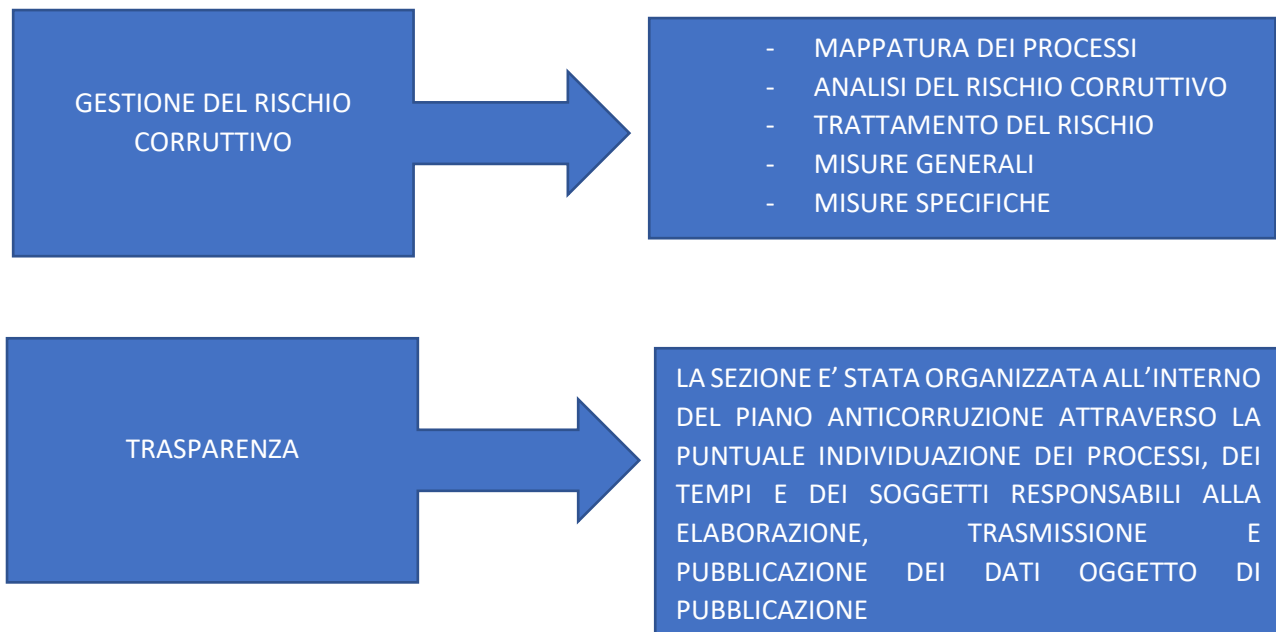 GESTIONE DEL RISCHIO
CORRUTTIVO
- MAPPATURA DEI PROCESSI
- ANALISI DEL RISCHIO CORRUTTIVO
- TRATTAMENTO DEL RISCHIO
- MISURE GENERALI
- MISURE SPECIFICHE
TRASPARENZA
LA SEZIONE E’ STATA ORGANIZZATA ALL’INTERNO
DEL PIANO ANTICORRUZIONE ATTRAVERSO LA
PUNTUALE INDIVIDUAZIONE DEI PROCESSI, DEI
TEMPI E DEI SOGGETTI RESPONSABILI ALLA
ELABORAZIONE, TRASMISSIONE E
PUBBLICAZIONE DEI DATI OGGETTO DI
PUBBLICAZIONE